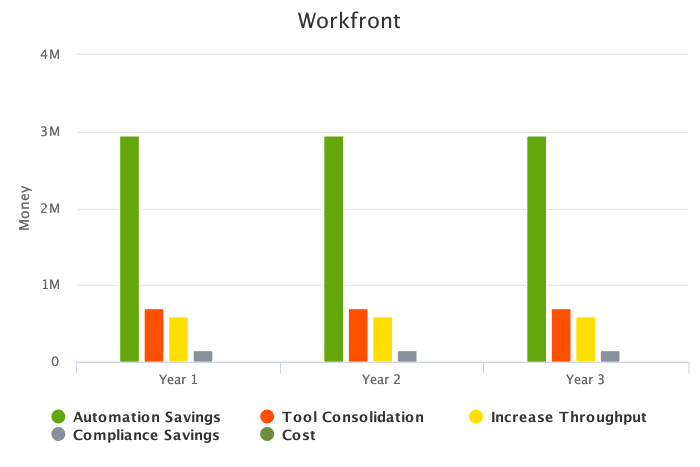 Workfront
4M
3M
2M
1M
0
Money
Year 1 Year 2 Year 3
Automation Savings Tool Consolidation Increase Throughput
Compliance Savings Cost